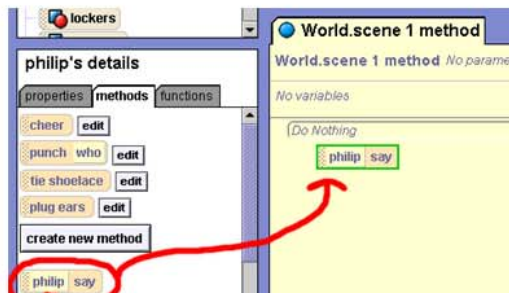 lockers
philip's details
properties methods functions
cheer edit
punch who edit
tie shoelace edit
plug ears edit
create new method
philip say
World.scene 1 method
World.scene 1 method No parame
No variables
(Do Nothing
philip say